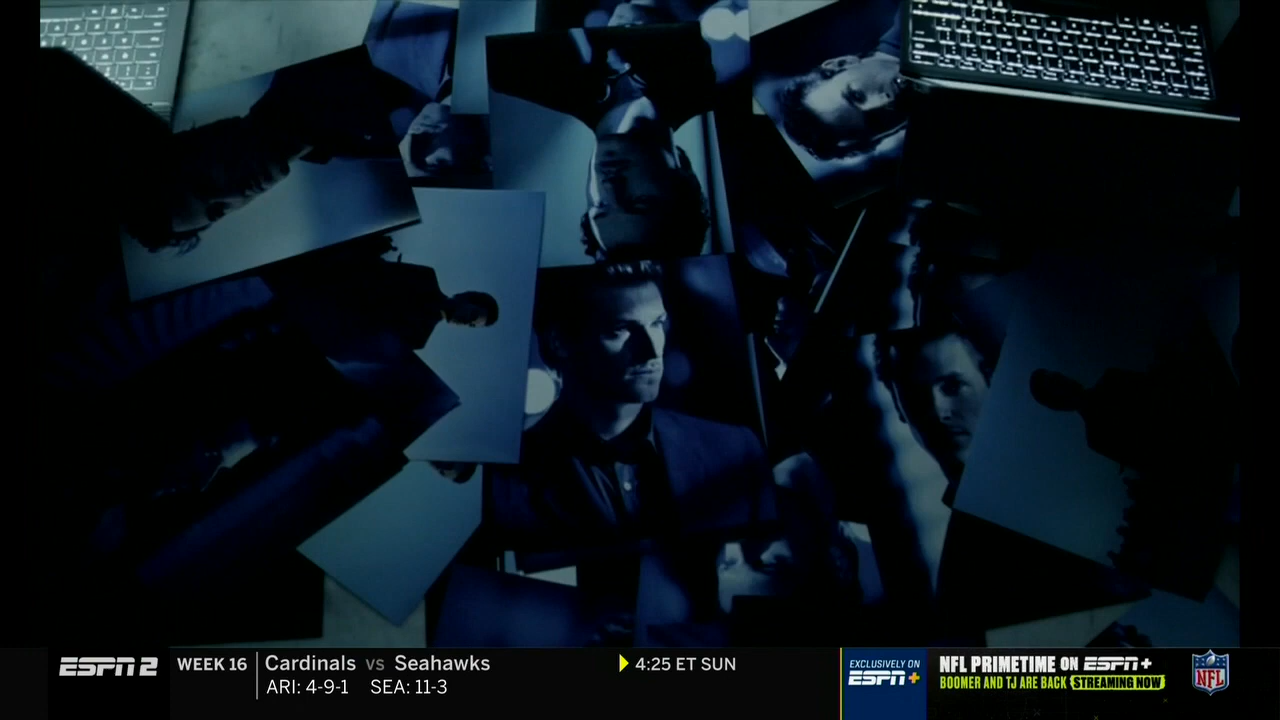 ESPN 2
WEEK 16
Cardinals vs Seahawks
ARI: 4-9-1 SEA: 11-3
4:25 ET SUN
EXCLUSIVELY ON
ESPN+
NFL PRIMETIME ON ESPN+
BOOMER AND TJ ARE BACK STREAMING NOW
NFL